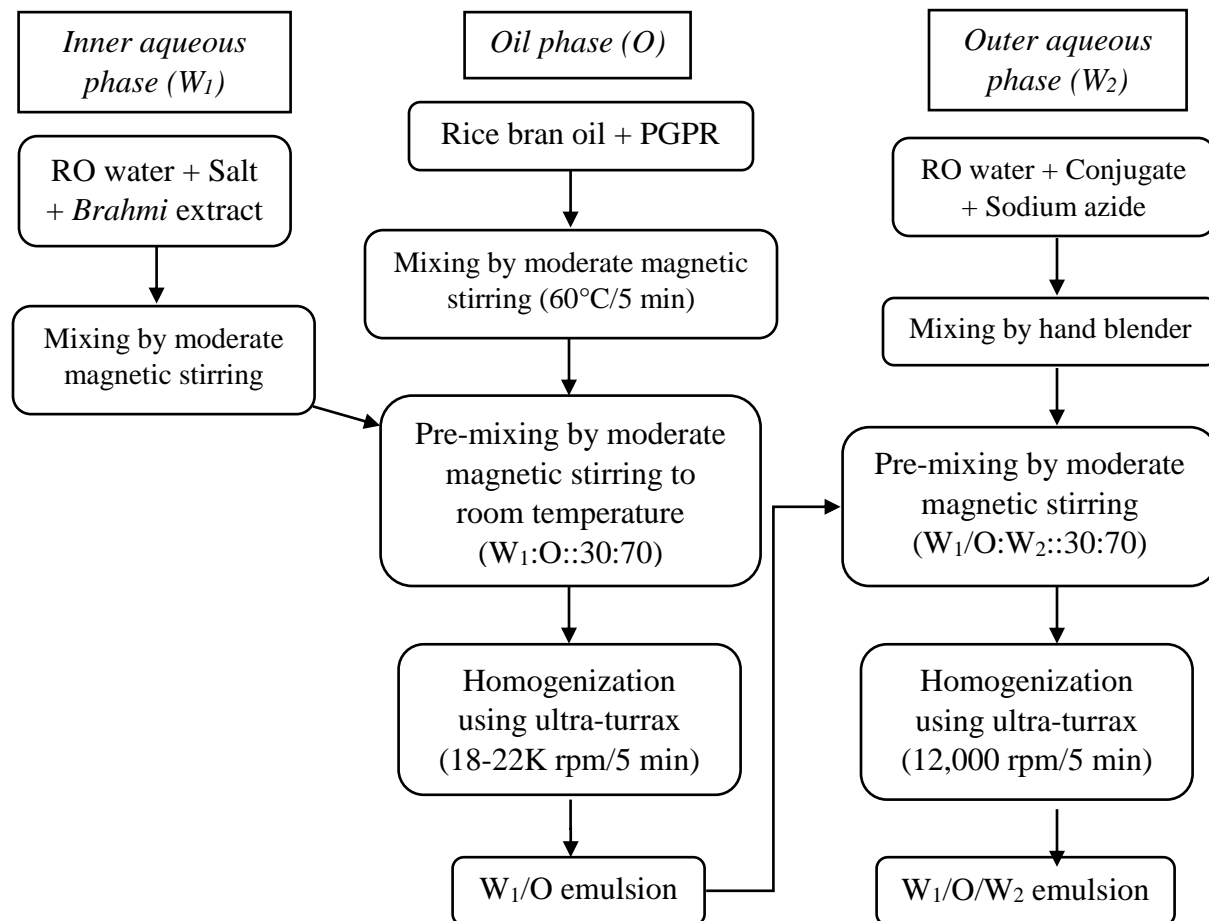 Inner aqueous
phase (W₁)
RO water + Salt
+ Brahmi extract
Mixing by moderate
magnetic stirring
Oil phase (O)
Rice bran oil + PGPR
Mixing by moderate magnetic
stirring (60°C/5 min)
Pre-mixing by moderate
magnetic stirring to
room temperature
(W₁:O::30:70)
Homogenization
using ultra-turrax
(18-22K rpm/5 min)
W₁/O emulsion
Outer aqueous
phase (W₂)
RO water + Conjugate
+ Sodium azide
Mixing by hand blender
Pre-mixing by moderate
magnetic stirring
(W₁/O:W₂::30:70)
Homogenization
using ultra-turrax
(12,000 rpm/5 min)
W₁/O/W₂ emulsion